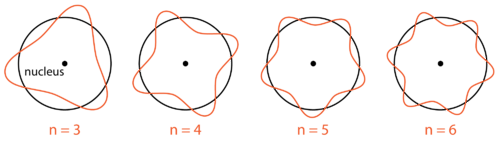 nucleus
n = 3
n = 4
n = 5
n = 6